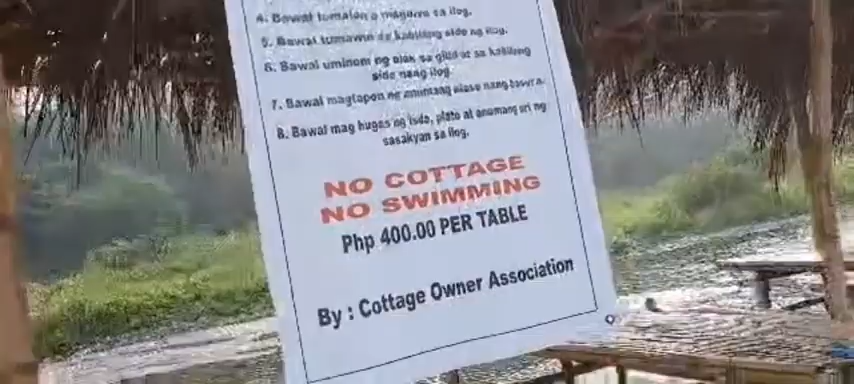 4. Bawal tumalon o magduro sa ilog.
5. Bawal tumawin sa kabilang side ng ilog.
6. Bawal uminom ng alak sa gilid at sa kabilang
side nang ilog.
7. Bawal magtapon ng anumang klase nang basura.
8. Bawal mag hugas ng isda, plato at anumang uri ng
sasakyan sa ilog.
NO COTTAGE
NO SWIMMING
Php 400.00 PER TABLE
By : Cottage Owner Association